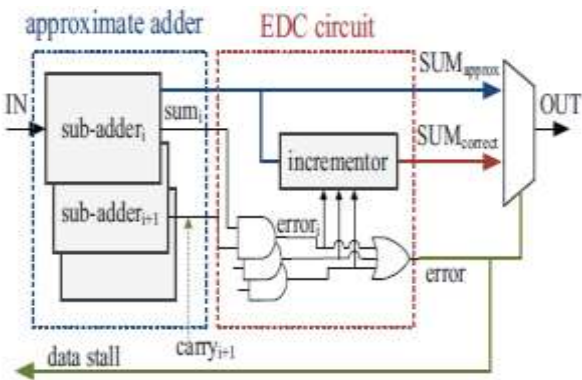 approximate adder
EDC circuit
SUMapprox.
IN
sumi
OUT
sub-adderi
SUMcorrect
incrementor
sub-adderi+1
errori
error
carryi+1
data stall